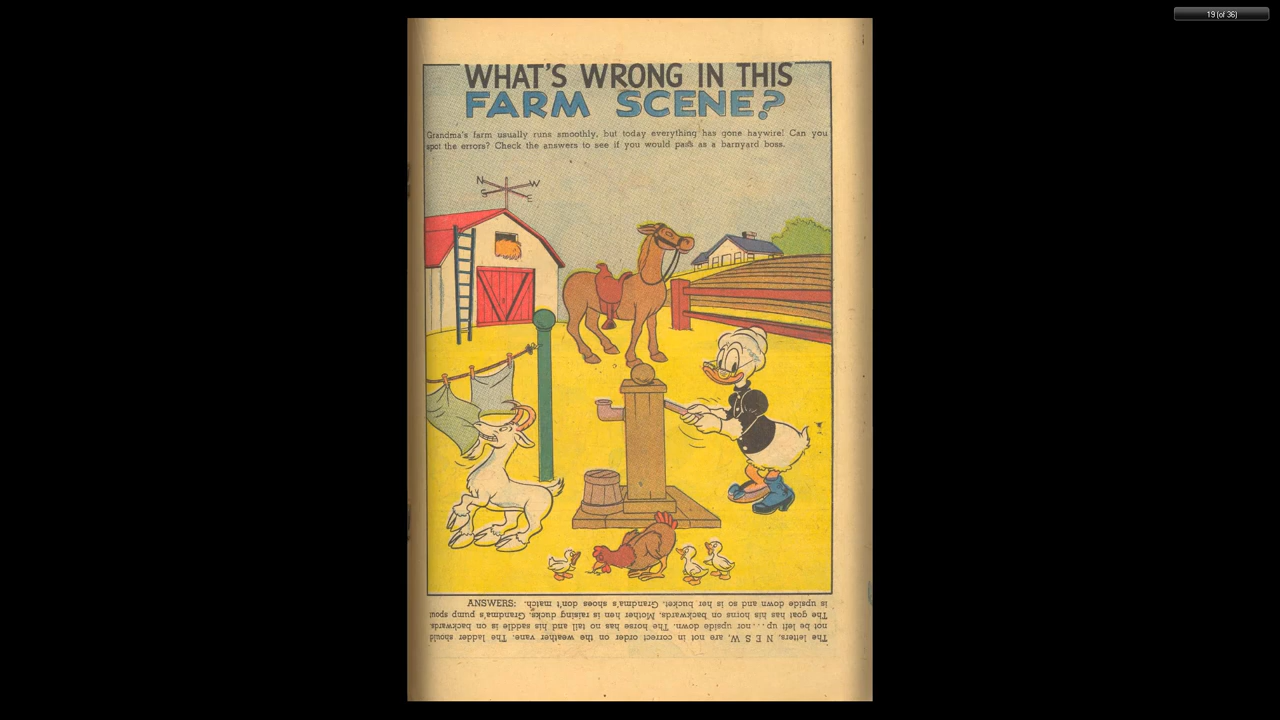 19 (of 36)
WHAT'S WRONG IN THIS
FARM SCENE?
Grandma's farm usually runs smoothly, but today everything has gone haywire! Can you
spot the errors? Check the answers to see if you would pass as a barnyard boss.
N W
S E
ANSWERS:
The letters, N E S W, are not in correct order on the weather vane. The ladder should
not be left up...nor upside down. The horse has no tail and his saddle is on backwards.
The goat has his horns on backwards. Mother hen is raising ducks. Grandma's pump spout
is upside down and so is her bucket. Grandma's shoes don't match.